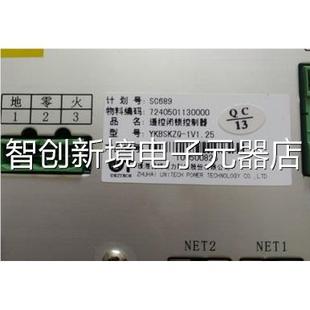 计 划 号： SC689
物料编码： 7240501130000
品 名： 遥控闭锁控制器
型 号： YKBSKZQ-1V1.25
QC
13
地 零 火
1 2 3
智创新境电子元器店
UNITECH
ZHUHAI UNITECH POWER TECHNOLOGY CO.,LTD
NET2 NET1